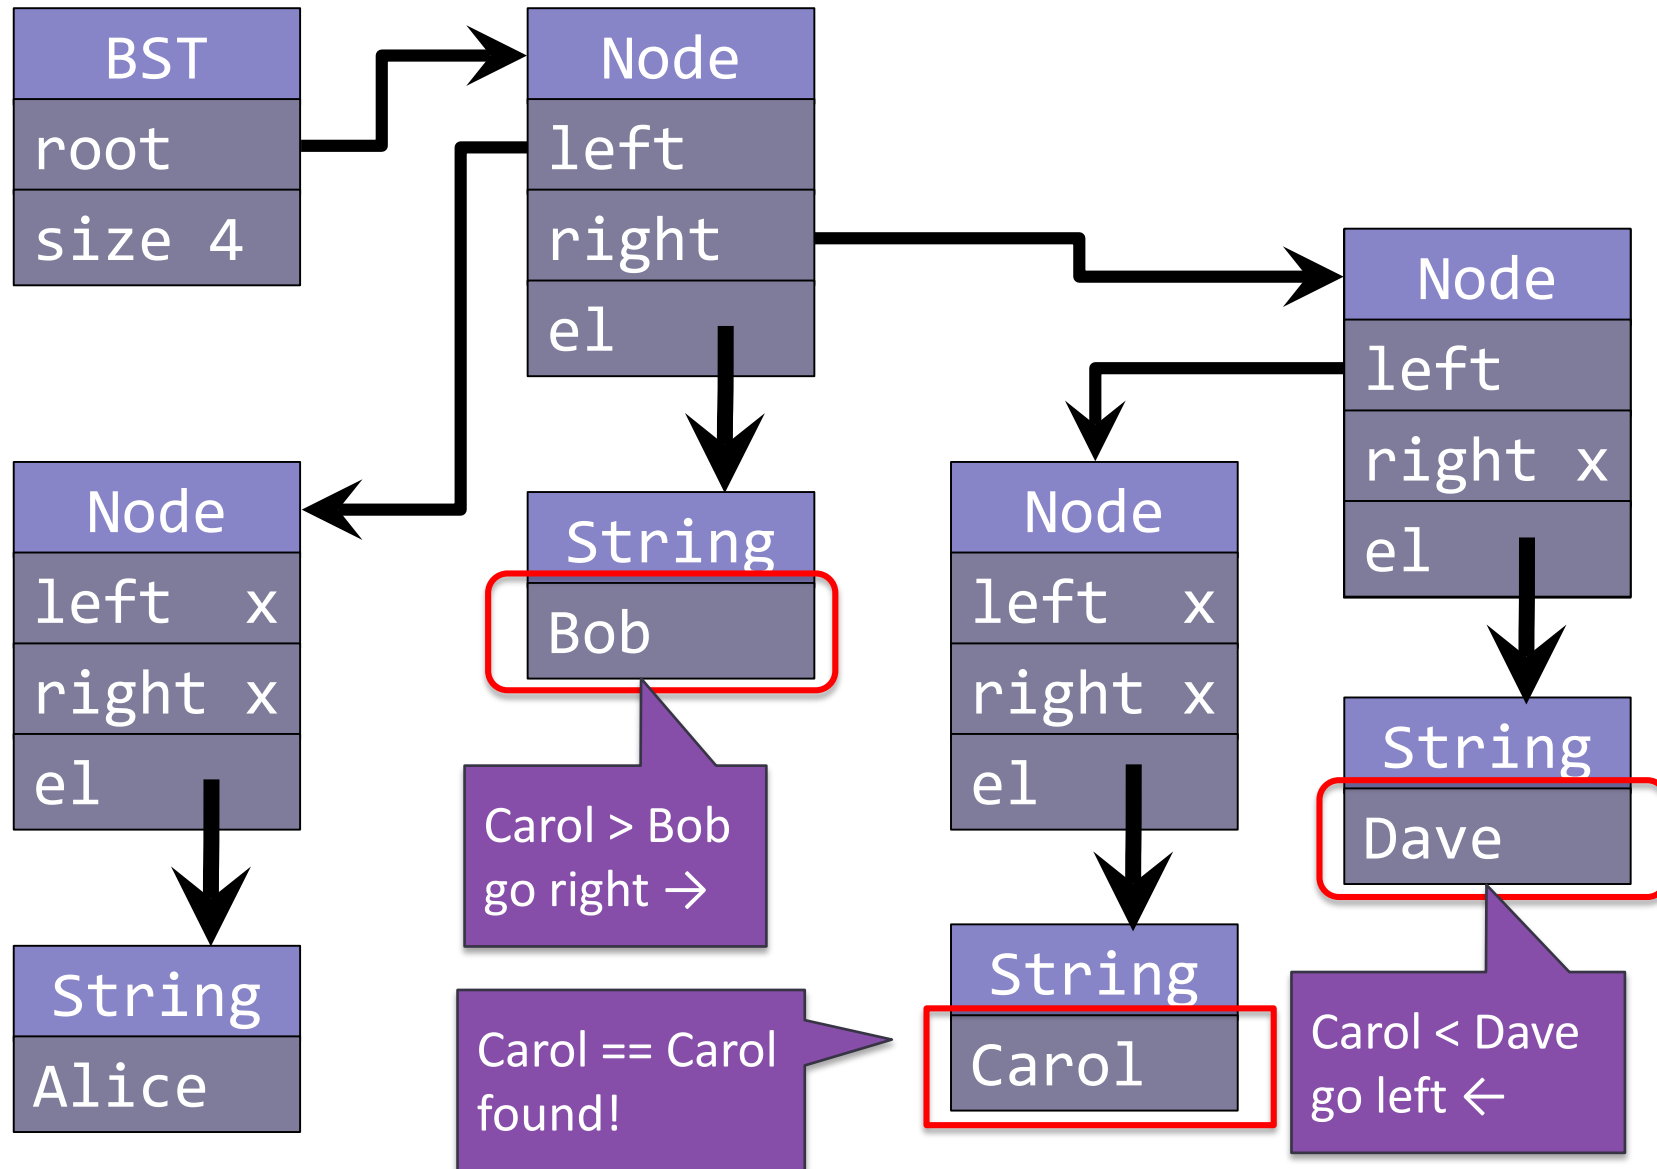 BST
root
size 4
Node
left
right
el
Node
left
right x
el
Node
left x
right x
el
String
Bob
Node
left x
right x
el
String
Dave
Carol > Bob
go right →
String
Alice
Carol == Carol
found!
String
Carol
Carol < Dave
go left ←